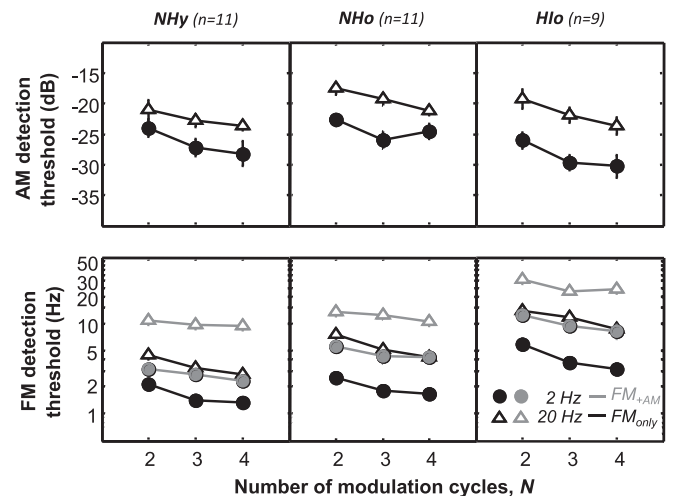 NHy (n=11) NHo (n=11) HIo (n=9)
AM detection
threshold (dB)
-15
-20
-25
-30
-35
FM detection
threshold (Hz)
50
30
20
10
5
2
1
2 Hz FM+AM
20 Hz FMonly
2 3 4 2 3 4 2 3 4
Number of modulation cycles, N